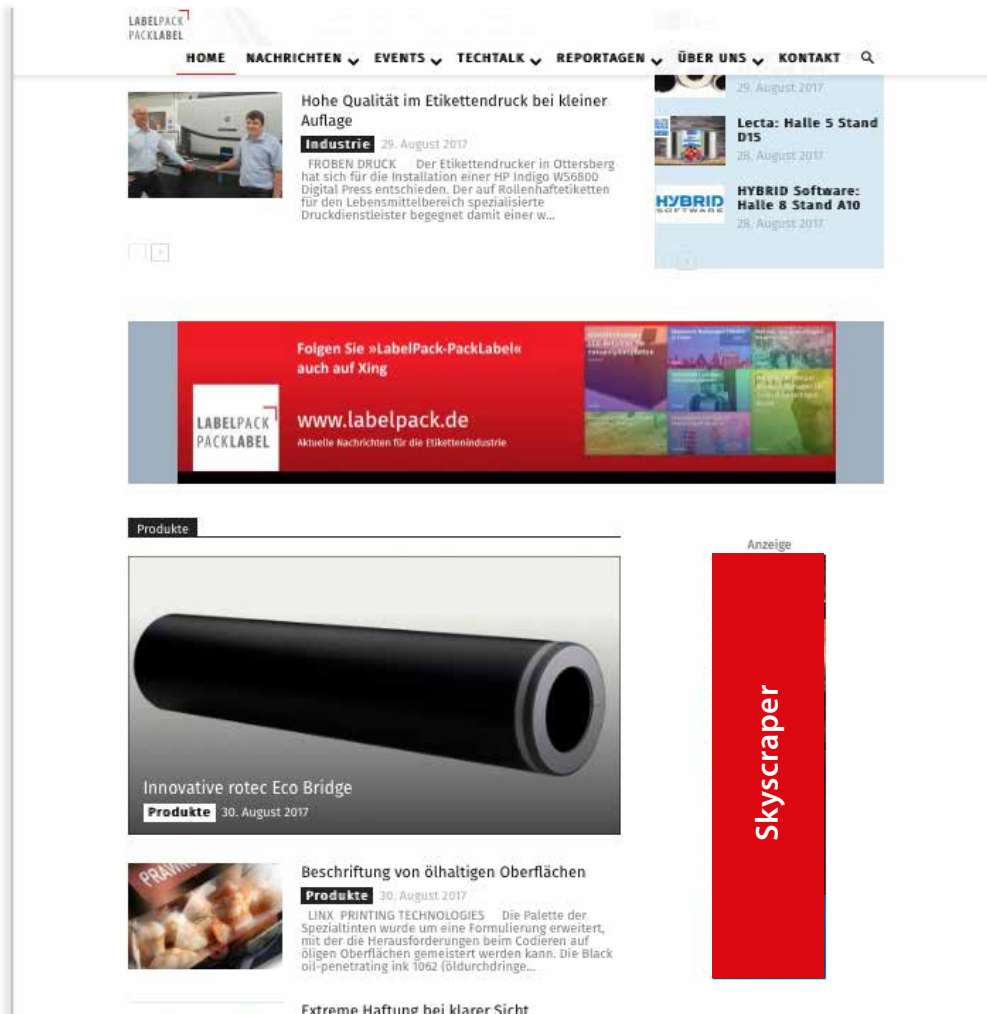 LABELPACK
PACKLABEL
HOME NACHRICHTEN EVENTS TECHTALK REPORTAGEN ÜBER UNS KONTAKT
Hohe Qualität im Etikettendruck bei kleiner
Auflage
Industrie 29. August 2017
FROBEN DRUCK Der Etikettendrucker in Ottersberg
hat sich für die Installation einer HP Indigo WS6800
Digital Press entschieden. Der auf Rollenhaftetiketten
für den Lebensmittelbereich spezialisierte
Druckdienstleister begegnet damit einer w...
29. August 2017
Lecta: Halle 5 Stand
D15
28. August 2017
HYBRID
SOFTWARE
HYBRID Software:
Halle 8 Stand A10
28. August 2017
Folgen Sie »LabelPack-PackLabel«
auch auf Xing
LABELPACK
PACKLABEL
www.labelpack.de
Aktuelle Nachrichten für die Etikettenindustrie
Produkte
Innovative rotec Eco Bridge
Produkte 30. August 2017
Anzeige
Skyscraper
Beschriftung von ölhaltigen Oberflächen
Produkte 30. August 2017
LINX PRINTING TECHNOLOGIES Die Palette der
Spezialtinten wurde um eine Formulierung erweitert,
mit der die Herausforderungen beim Codieren auf
öligen Oberflächen gemeistert werden kann. Die Black
oil-penetrating ink 1062 (öldurchdringe...
Extreme Haftung bei klarer Sicht